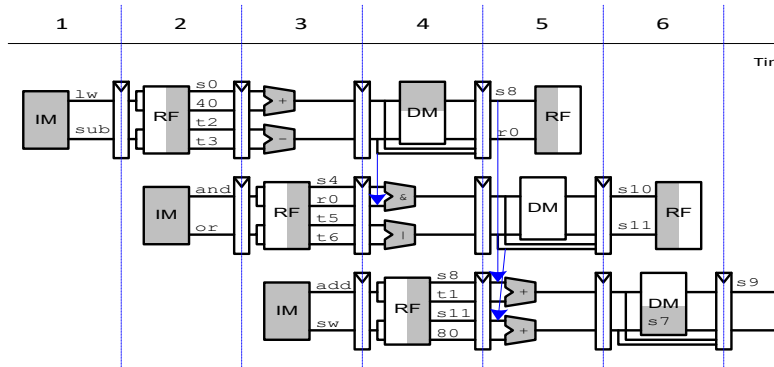 1 2 3 4 5 6
Tir
lw s0 s8
IM RF 40 + DM RF
sub t2 r0
t3 -
and s4 s10
IM RF r0 & DM RF
or t5 s11
t6 |
add s8 s9
IM RF t1 + DM
sw s11 s7
80 +